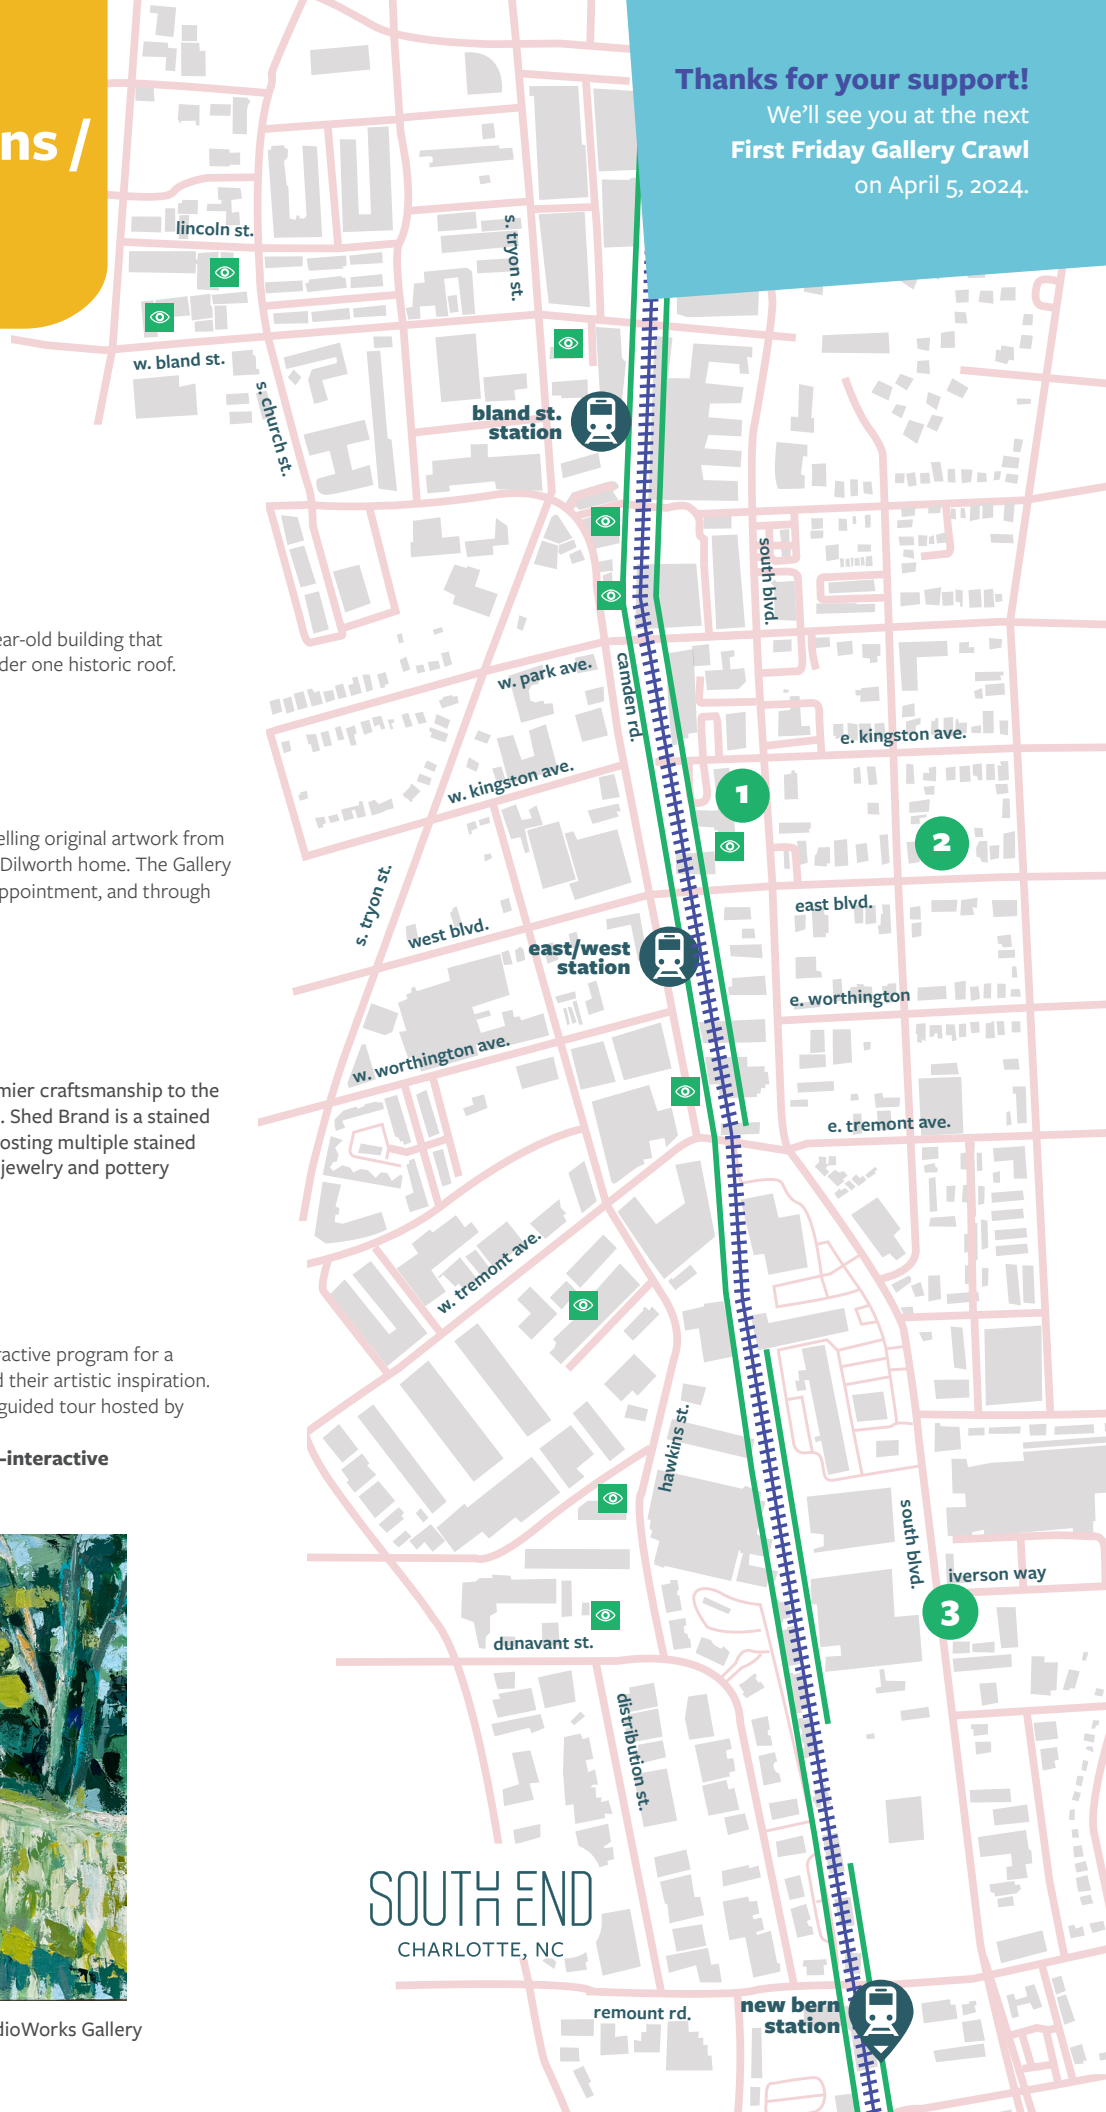 ns /
Thanks for your support!
We'll see you at the next
First Friday Gallery Crawl
on April 5, 2024.
lincoln st.
s. tryon st.
w. bland st.
s. church st.
bland st.
station
south blvd.
ear-old building that
der one historic roof.
w. park ave.
camden rd.
e. kingston ave.
w. kingston ave.
1
2
elling original artwork from
Dilworth home. The Gallery
ppointment, and through
s. tryon st.
west blvd.
east blvd.
east/west
station
e. worthington
w. worthington ave.
mier craftsmanship to the
. Shed Brand is a stained
osting multiple stained
jewelry and pottery
e. tremont ave.
w. tremont ave.
ractive program for a
d their artistic inspiration.
guided tour hosted by
-interactive
hawkins st.
south blvd.
iverson way
3
dunavant st.
distribution st.
SOUTH END
CHARLOTTE, NC
remount rd.
new bern
station
dioWorks Gallery